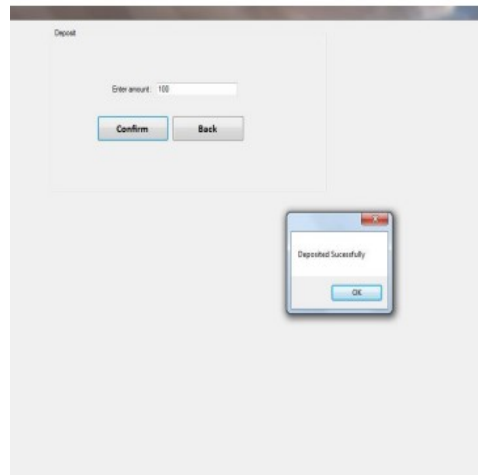 Deposit
Enter amount: 100
Confirm Back
Deposited Sucessfully
OK